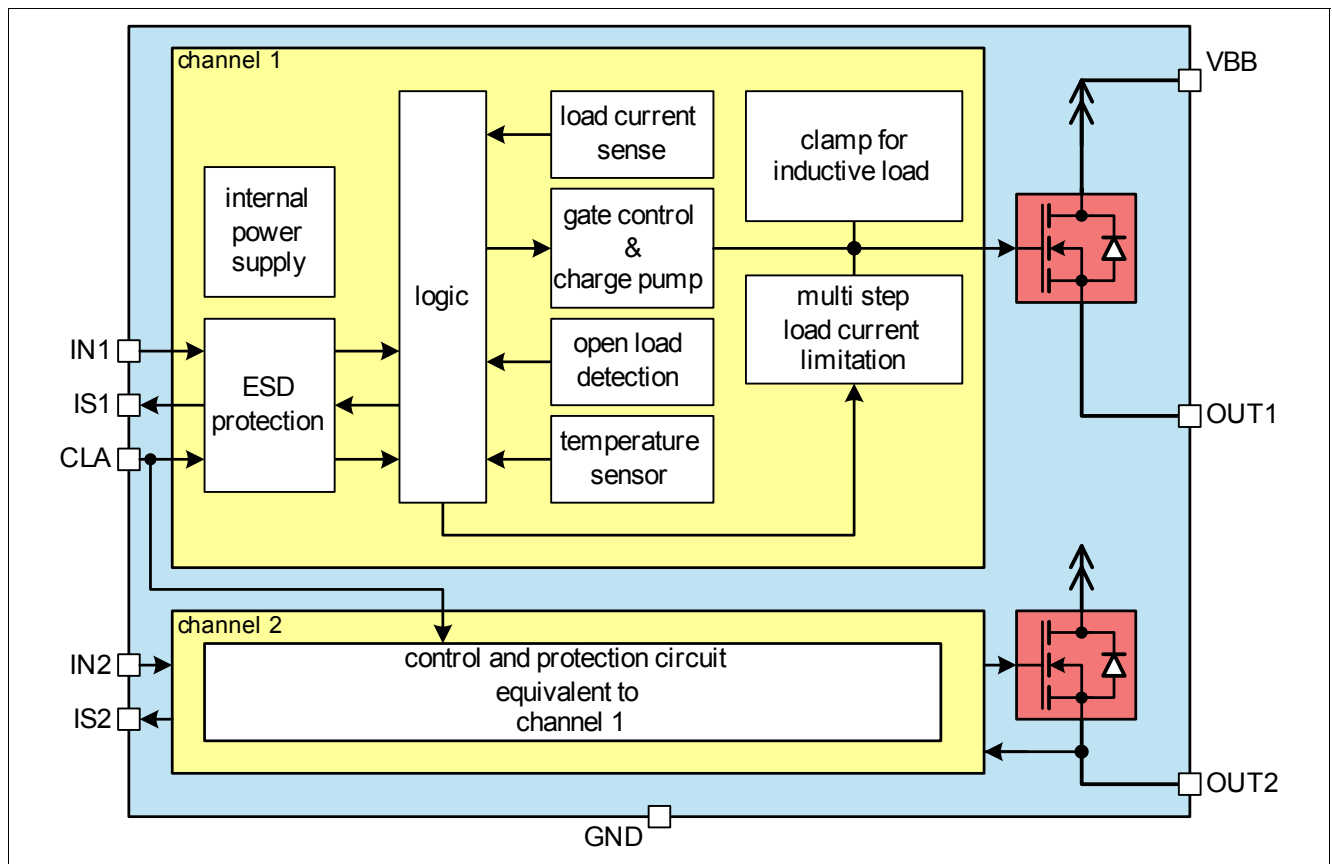 channel 1
VBB
load current
sense
clamp for
inductive load
internal
power
supply
gate control
&
charge pump
logic
multi step
load current
limitation
IN1
ESD
protection
open load
detection
IS1
OUT1
CLA
temperature
sensor
channel 2
IN2
control and protection circuit
equivalent to
channel 1
IS2
OUT2
GND